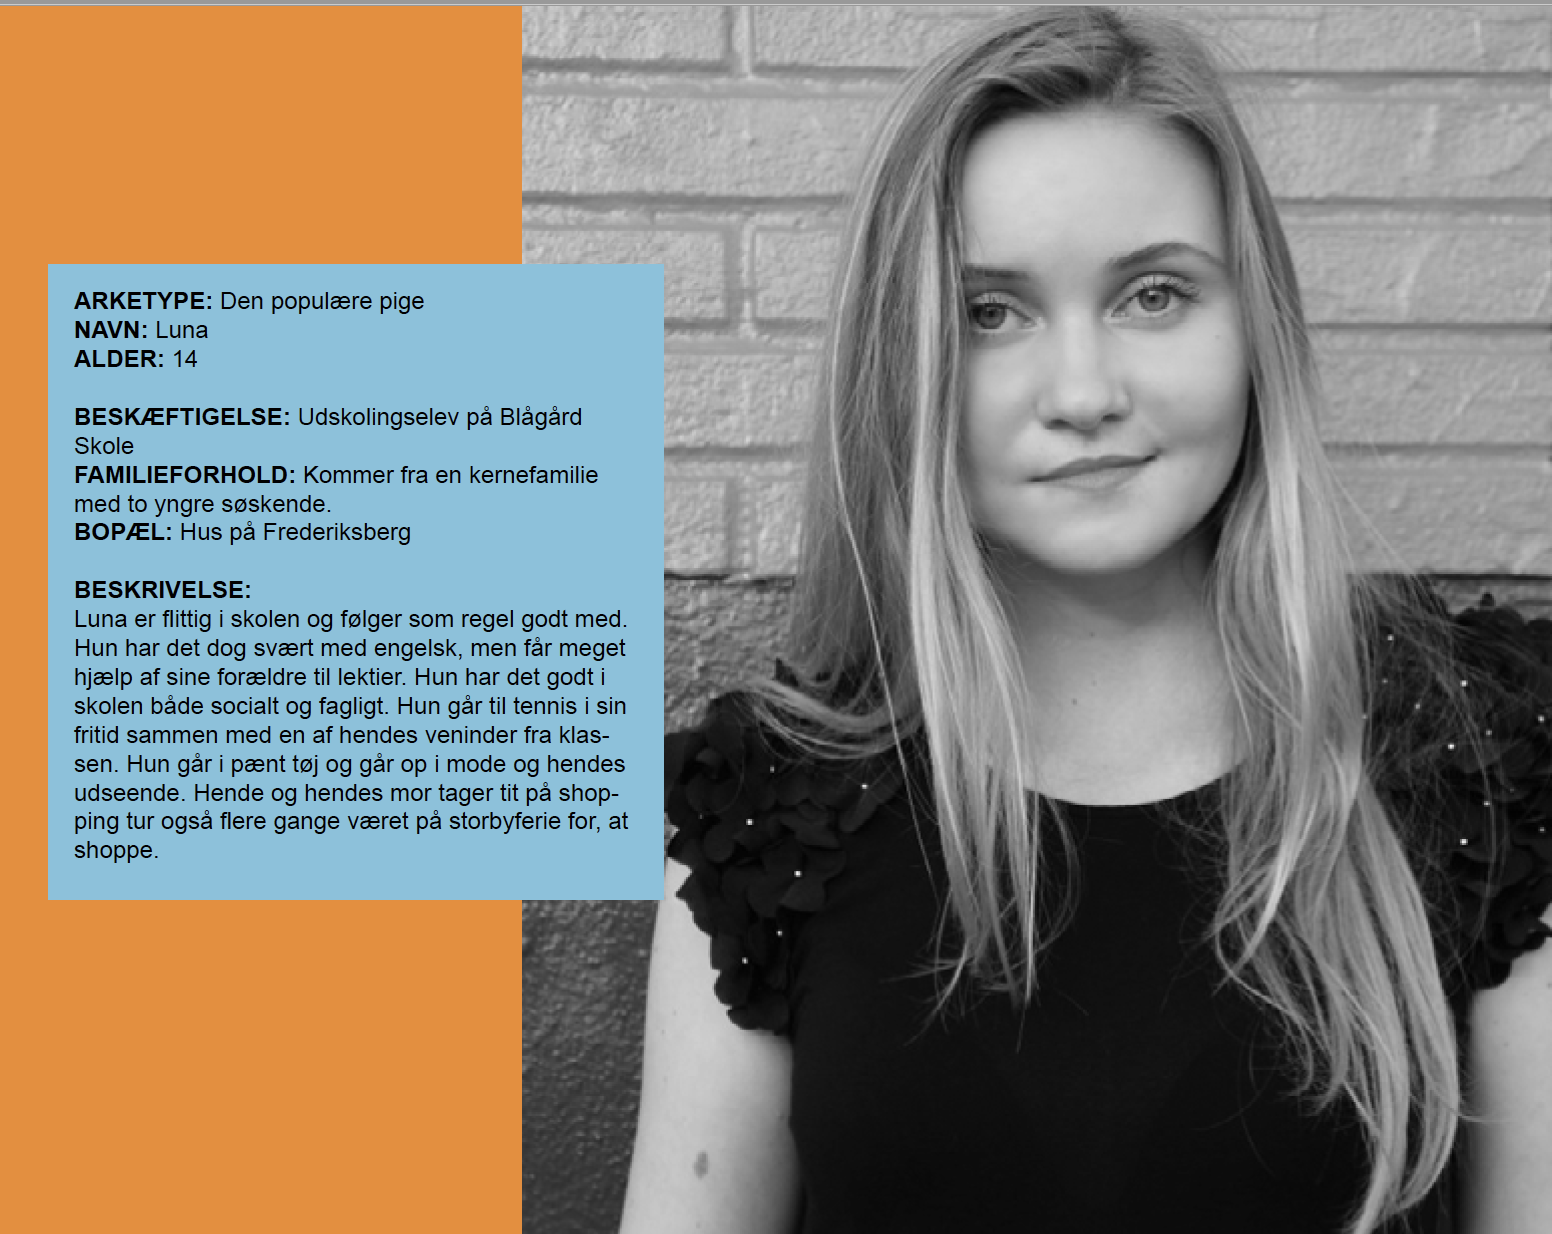 ARKETYPE: Den populære pige
NAVN: Luna
ALDER: 14
BESKÆFTIGELSE: Udskolingselev på Blågård
Skole
FAMILIEFORHOLD: Kommer fra en kernefamilie
med to yngre søskende.
BOPÆL: Hus på Frederiksberg
BESKRIVELSE:
Luna er flittig i skolen og følger som regel godt med.
Hun har det dog svært med engelsk, men får meget
hjælp af sine forældre til lektier. Hun har det godt i
skolen både socialt og fagligt. Hun går til tennis i sin
fritid sammen med en af hendes veninder fra klas-
sen. Hun går i pænt tøj og går op i mode og hendes
udseende. Hende og hendes mor tager tit på shop-
ping tur også flere gange været på storbyferie for, at
shoppe.